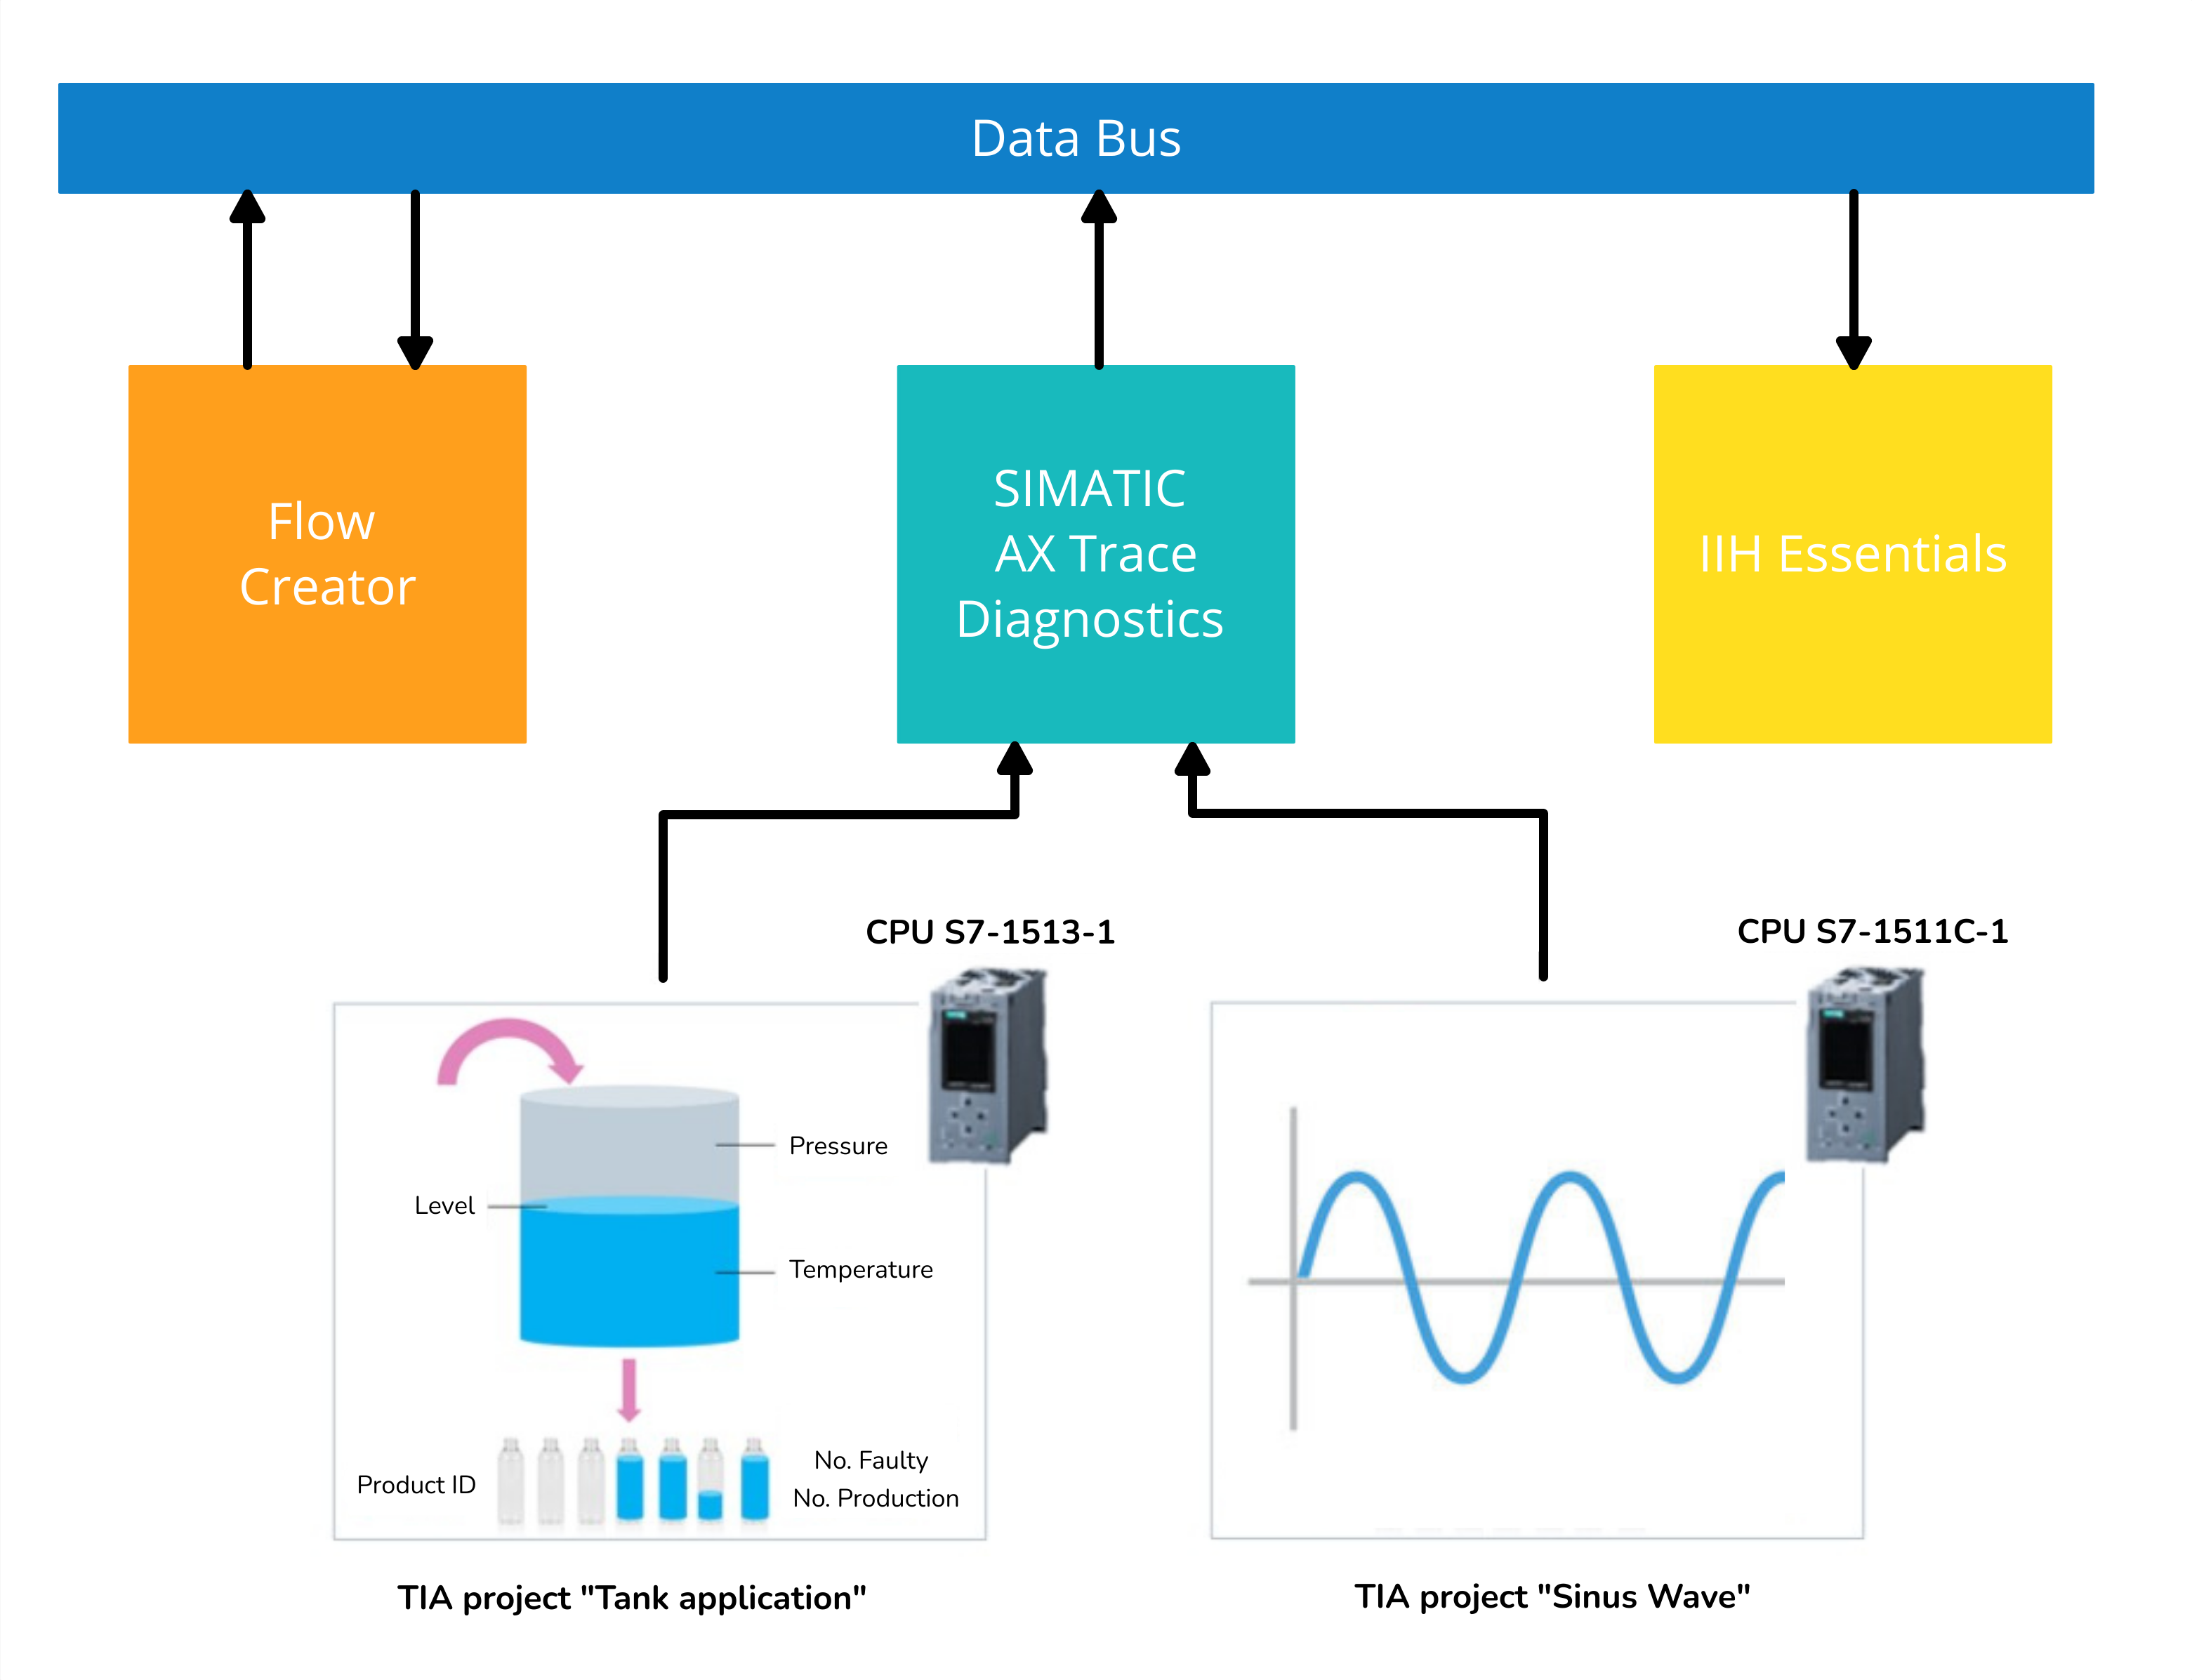 Data Bus
Flow
Creator
SIMATIC
AX Trace
Diagnostics
IIH Essentials
CPU S7-1513-1
CPU S7-1511C-1
Pressure
Level
Temperature
Product ID
No. Faulty
No. Production
TIA project "Tank application"
TIA project "Sinus Wave"